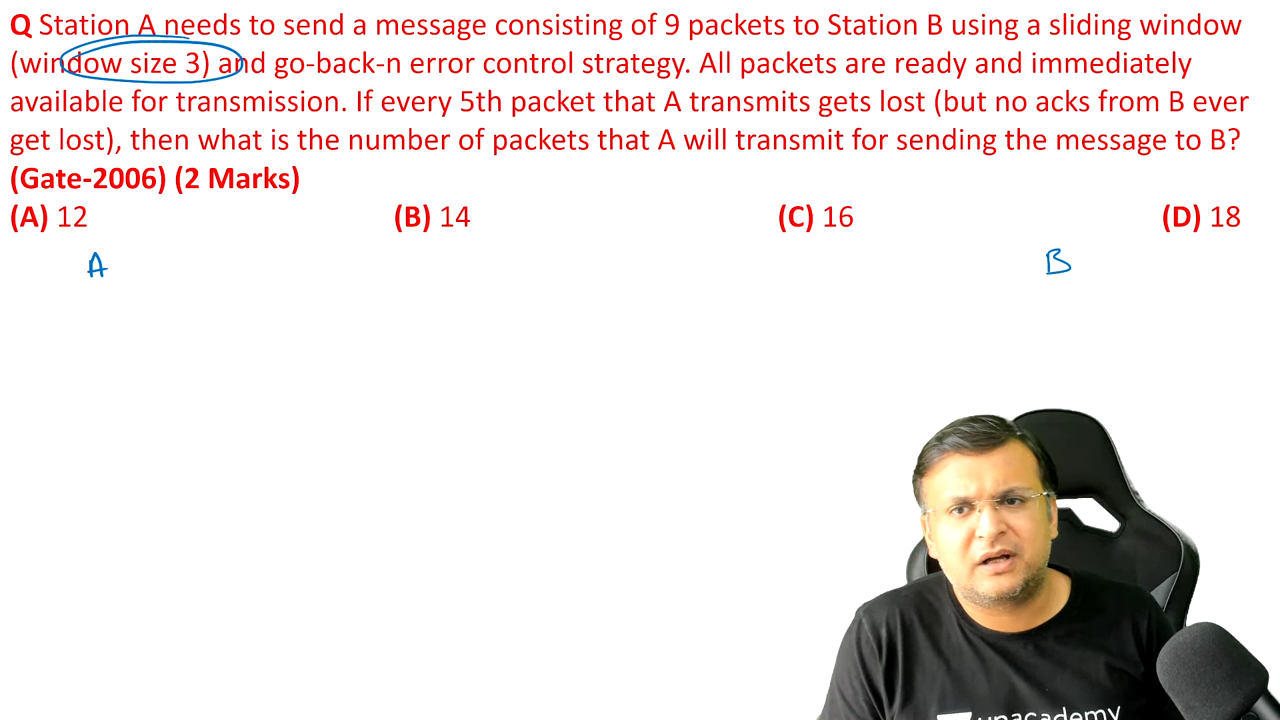 Q Station A needs to send a message consisting of 9 packets to Station B using a sliding window
(window size 3) and go-back-n error control strategy. All packets are ready and immediately
available for transmission. If every 5th packet that A transmits gets lost (but no acks from B ever
get lost), then what is the number of packets that A will transmit for sending the message to B?
(Gate-2006) (2 Marks)
(A) 12 (B) 14 (C) 16 (D) 18
A B
unacademy